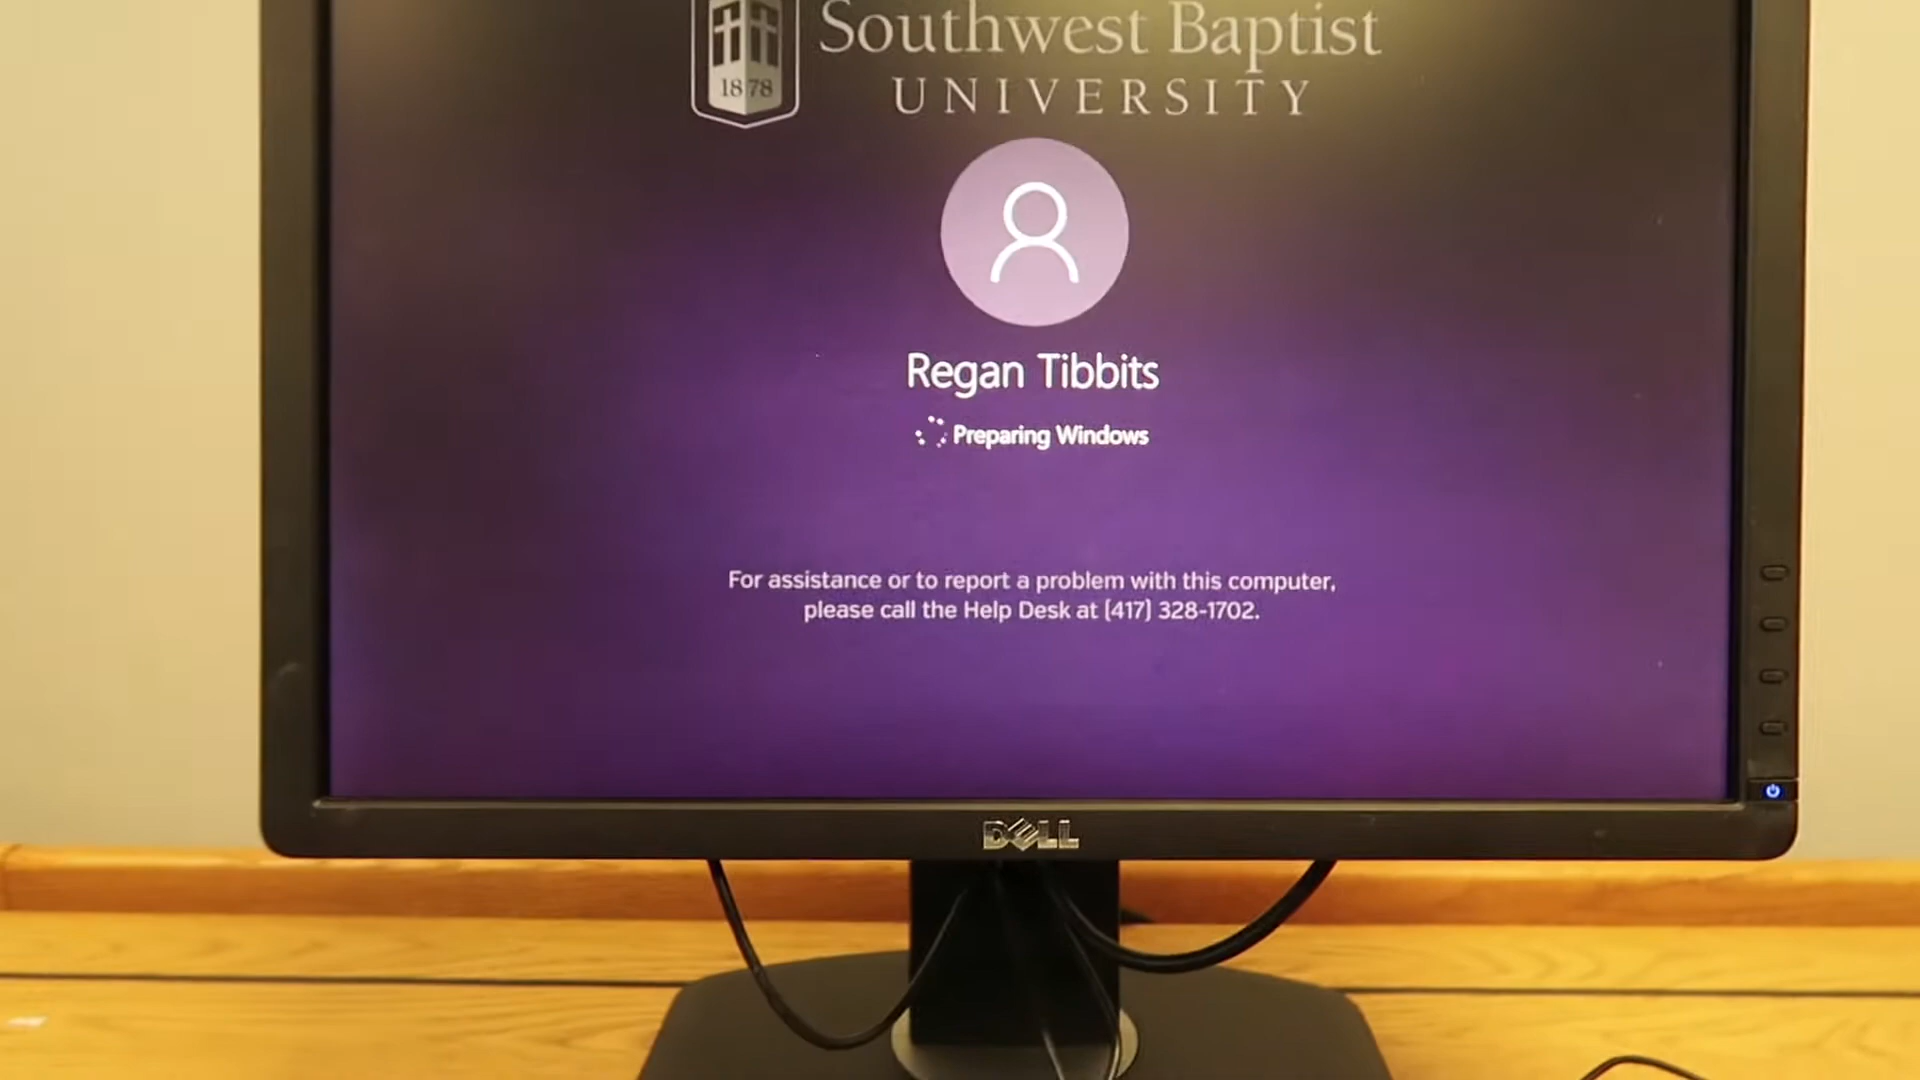 Southwest Baptist
UNIVERSITY
1878
Regan Tibbits
Preparing Windows
For assistance or to report a problem with this computer,
please call the Help Desk at (417) 328-1702.
DELL